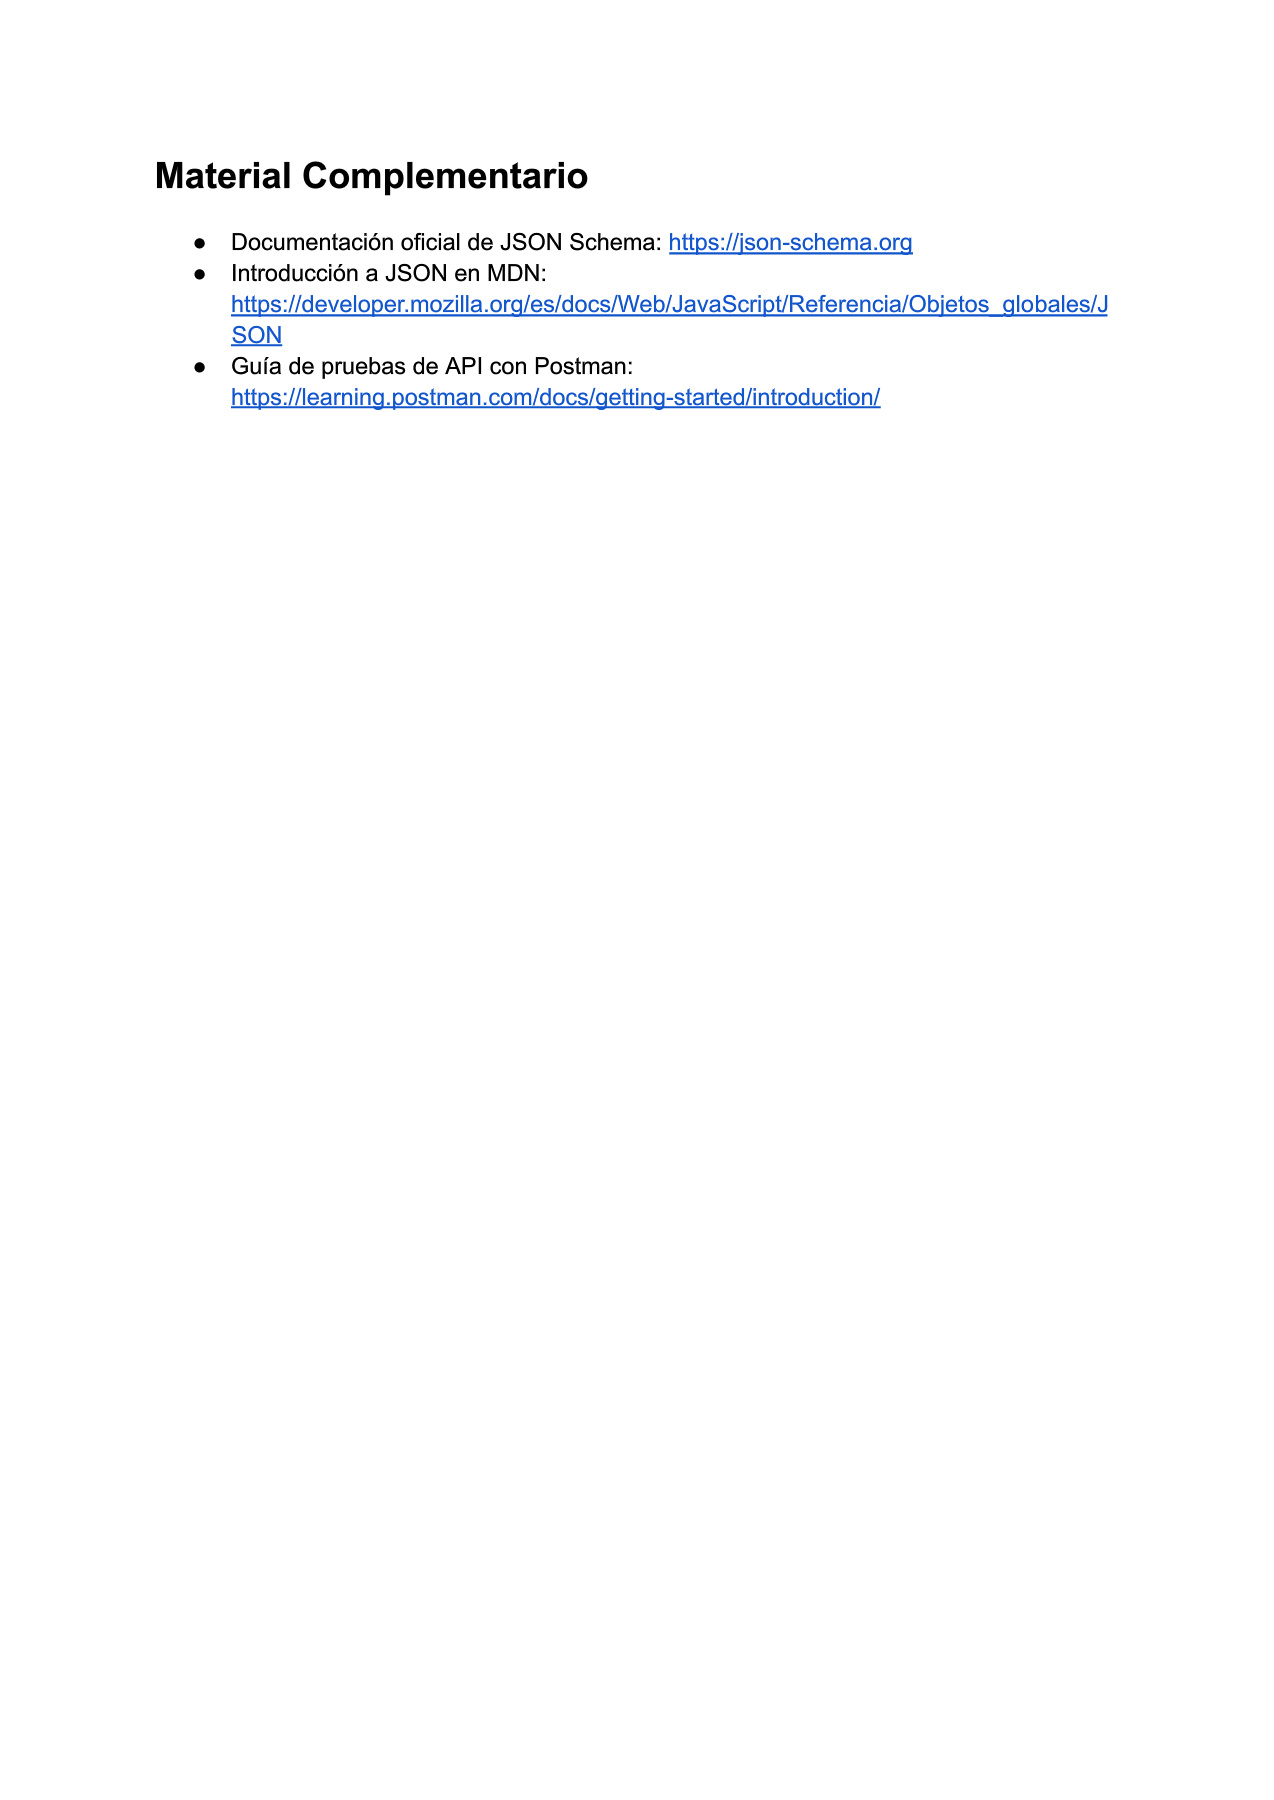 Material Complementario
● Documentación oficial de JSON Schema: https://json-schema.org
● Introducción a JSON en MDN:
https://developer.mozilla.org/es/docs/Web/JavaScript/Referencia/Objetos_globales/J
SON
● Guía de pruebas de API con Postman:
https://learning.postman.com/docs/getting-started/introduction/